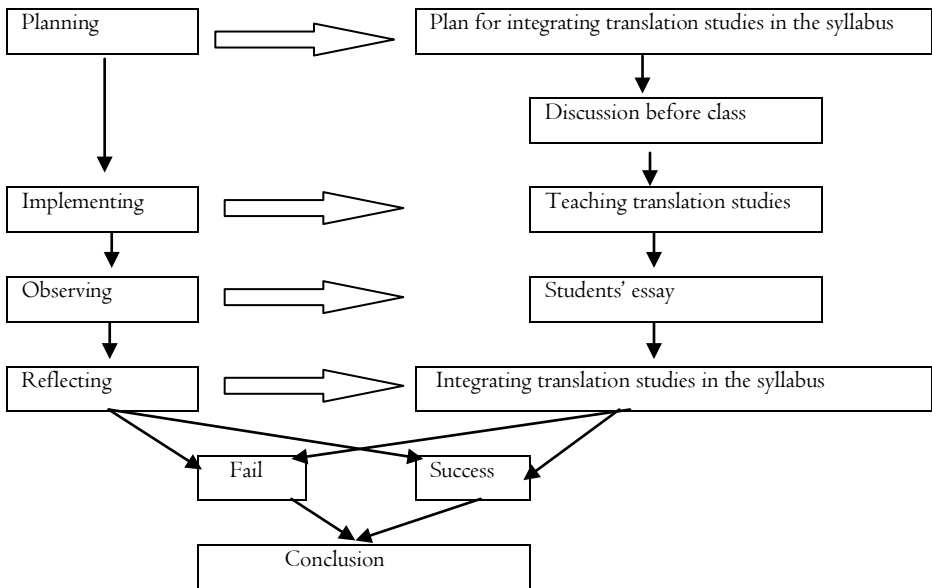 Planning
Plan for integrating translation studies in the syllabus
Discussion before class
Implementing
Teaching translation studies
Observing
Students’ essay
Reflecting
Integrating translation studies in the syllabus
Fail
Success
Conclusion